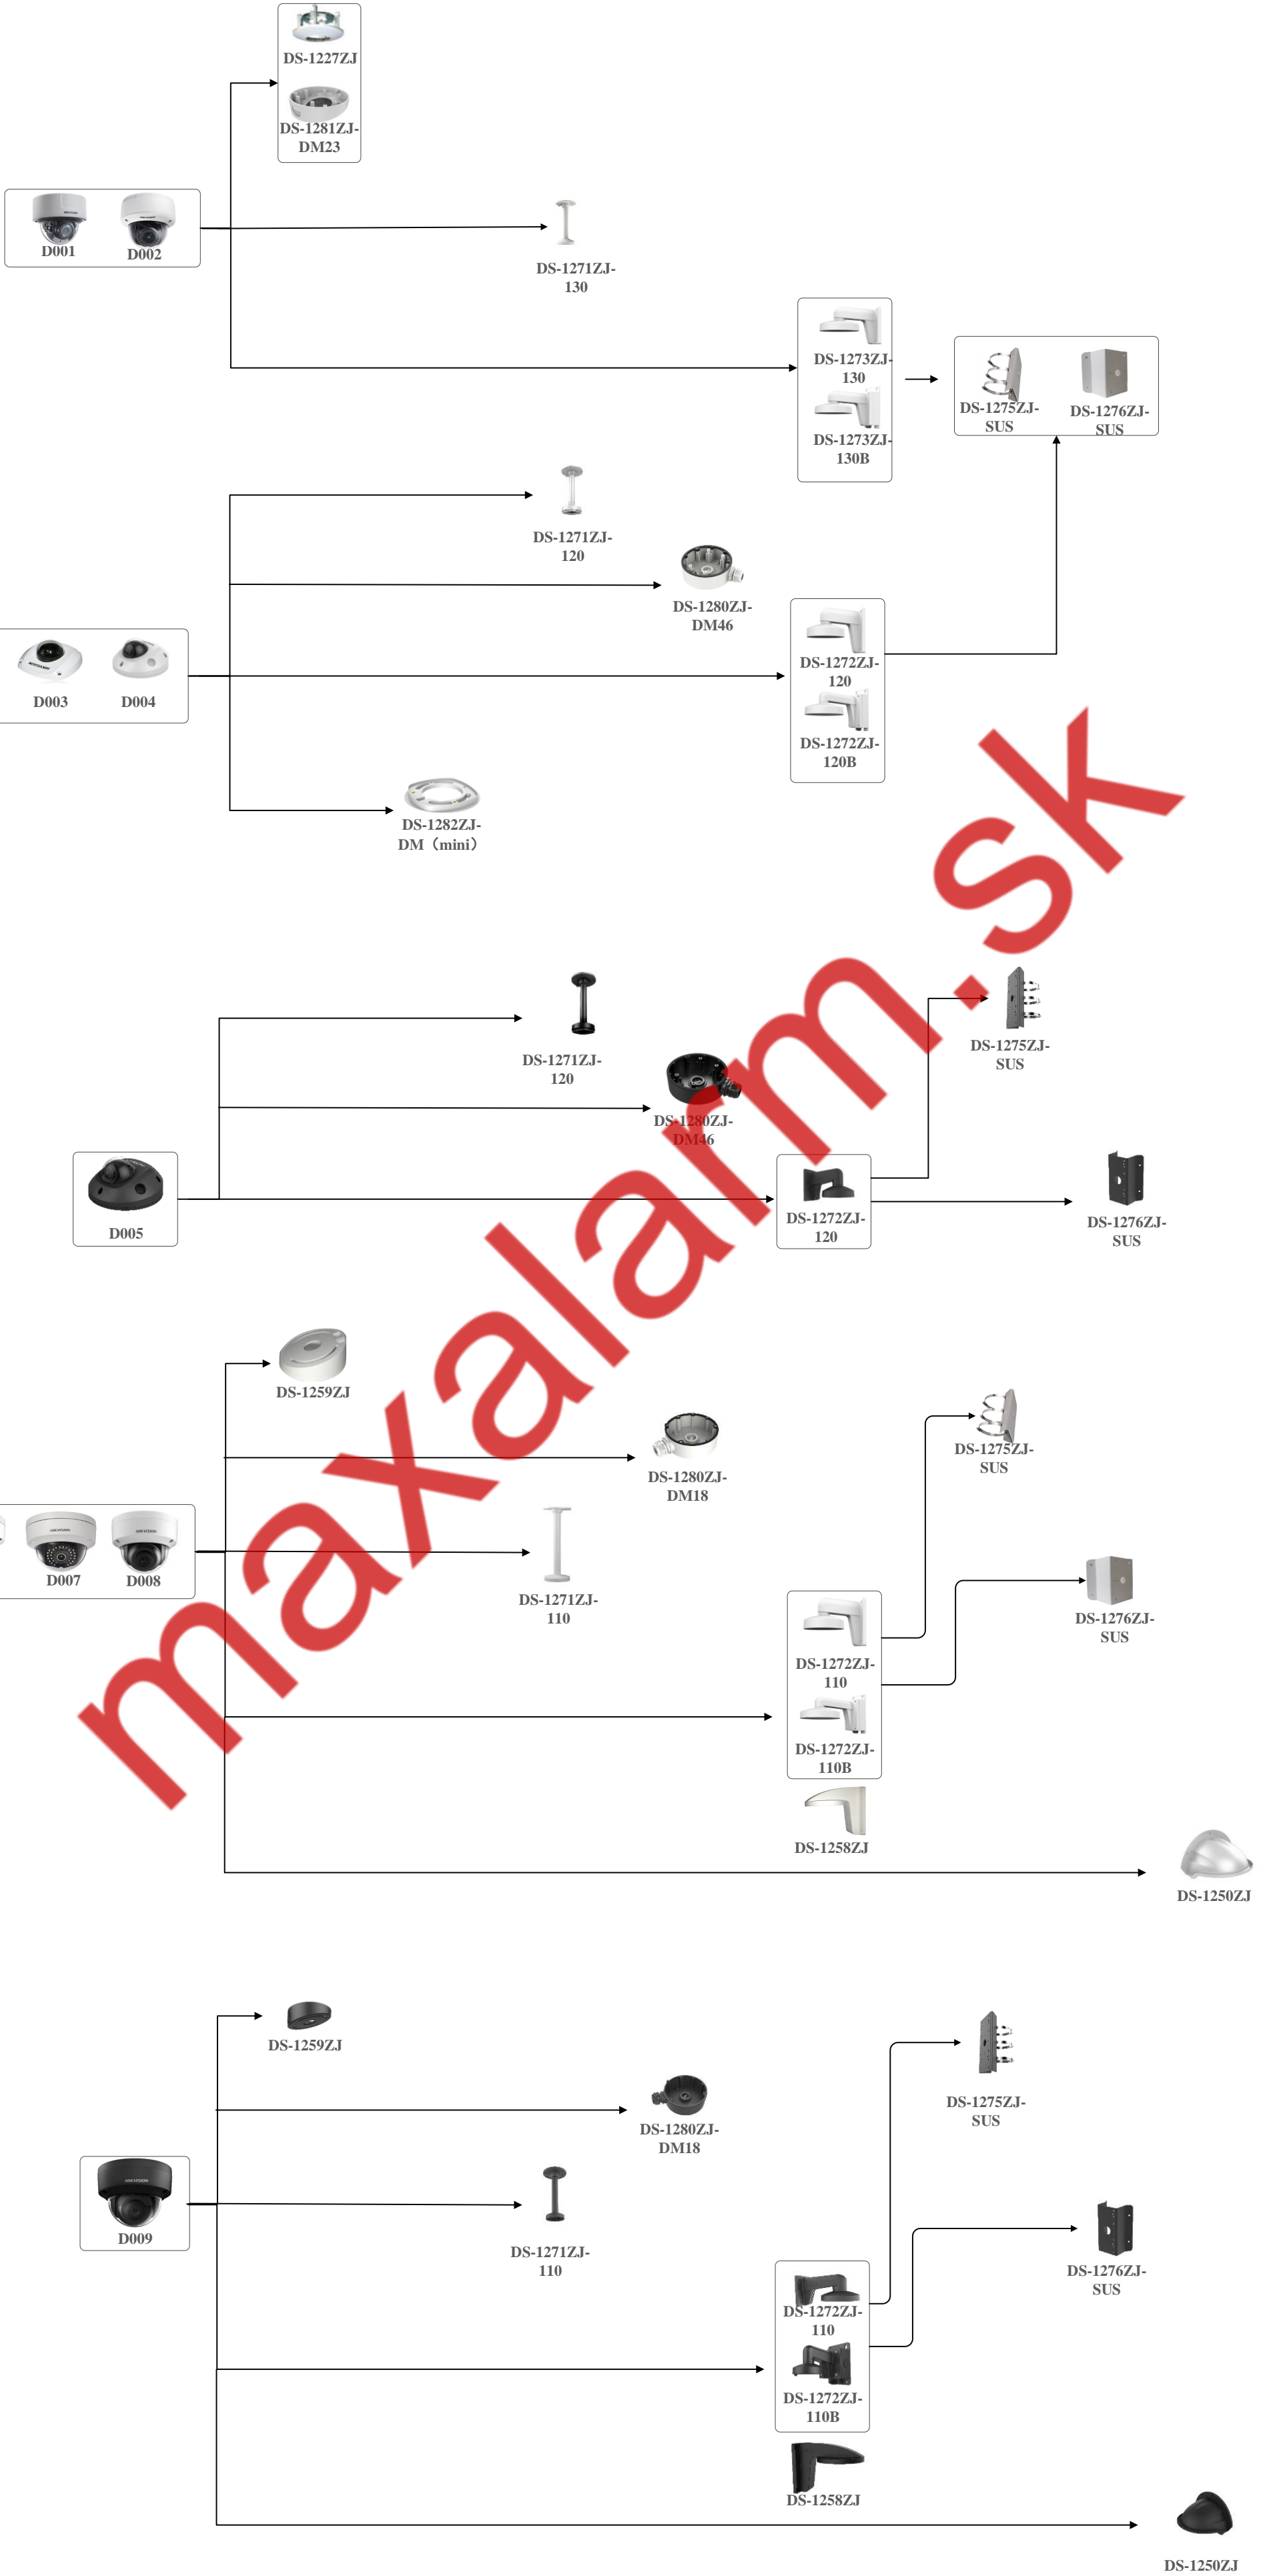 DS-1227ZJ
DS-1281ZJ-
DM23
D001
D002
DS-1271ZJ-
130
DS-1273ZJ-
130
DS-1273ZJ-
130B
DS-1275ZJ-
SUS
DS-1276ZJ-
SUS
DS-1271ZJ-
120
DS-1280ZJ-
DM46
D003
D004
DS-1272ZJ-
120
DS-1272ZJ-
120B
DS-1282ZJ-
DM（mini）
DS-1271ZJ-
120
DS-1275ZJ-
SUS
DS-1280ZJ-
DM46
D005
DS-1272ZJ-
120
DS-1276ZJ-
SUS
DS-1259ZJ
DS-1280ZJ-
DM18
DS-1275ZJ-
SUS
HIKVISION
HIKVISION
D007
D008
DS-1271ZJ-
110
DS-1276ZJ-
SUS
DS-1272ZJ-
110
DS-1272ZJ-
110B
DS-1258ZJ
DS-1250ZJ
DS-1259ZJ
DS-1280ZJ-
DM18
DS-1275ZJ-
SUS
HIKVISION
D009
DS-1271ZJ-
110
DS-1276ZJ-
SUS
DS-1272ZJ-
110
DS-1272ZJ-
110B
DS-1258ZJ
DS-1250ZJ
maxalarm.sk